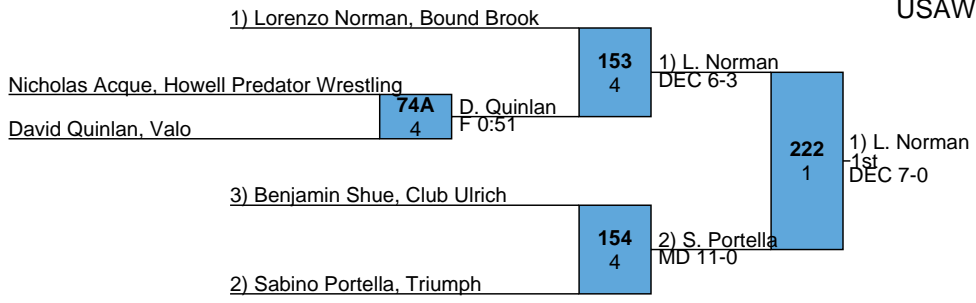 USAW
1) Lorenzo Norman, Bound Brook
153
4
1) L. Norman
DEC 6-3
Nicholas Acque, Howell Predator Wrestling
74A
4
D. Quinlan
F 0:51
David Quinlan, Valo
222
1
1) L. Norman
1st
DEC 7-0
3) Benjamin Shue, Club Ulrich
154
4
2) S. Portella
MD 11-0
2) Sabino Portella, Triumph